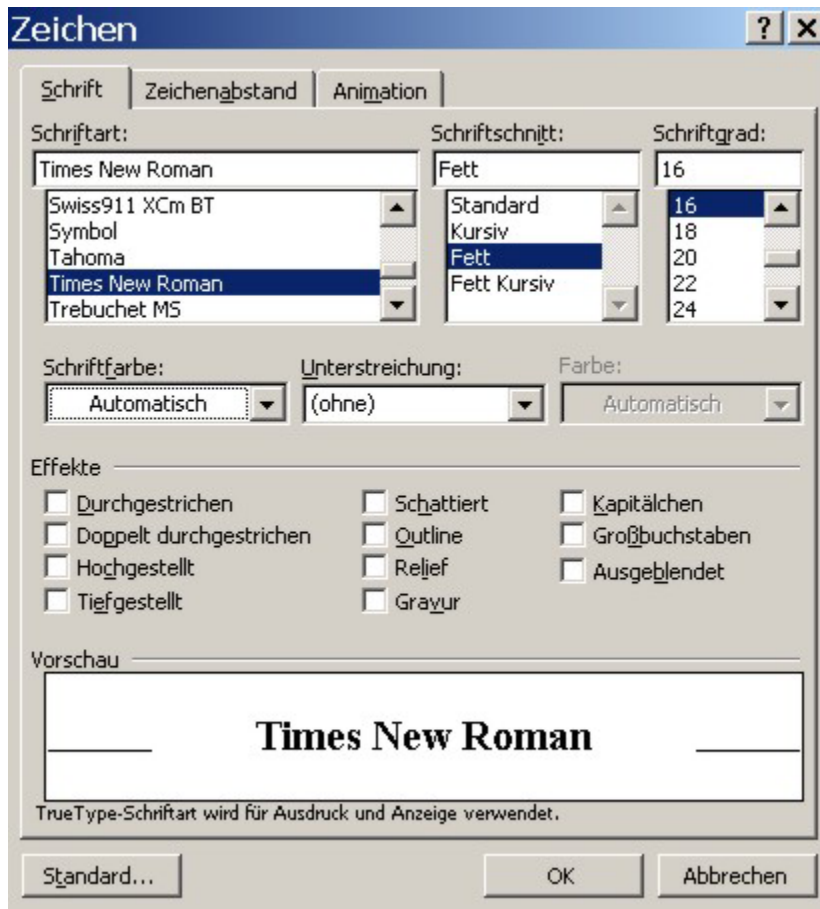 Zeichen
Schrift Zeichenabstand Animation
Schriftart: Schriftschnitt: Schriftgrad:
Times New Roman Fett 16
Swiss911 XCm BT Standard 16
Symbol Kursiv 18
Tahoma Fett 20
Times New Roman Fett Kursiv 22
Trebuchet MS 24
Schriftfarbe: Unterstreichung: Farbe:
Automatisch (ohne) Automatisch
Effekte
Durchgestrichen Schattiert Kapitälchen
Doppelt durchgestrichen Outline Großbuchstaben
Hochgestellt Relief Ausgeblendet
Tiefgestellt Gravur
Vorschau
Times New Roman
TrueType-Schriftart wird für Ausdruck und Anzeige verwendet.
Standard... OK Abbrechen